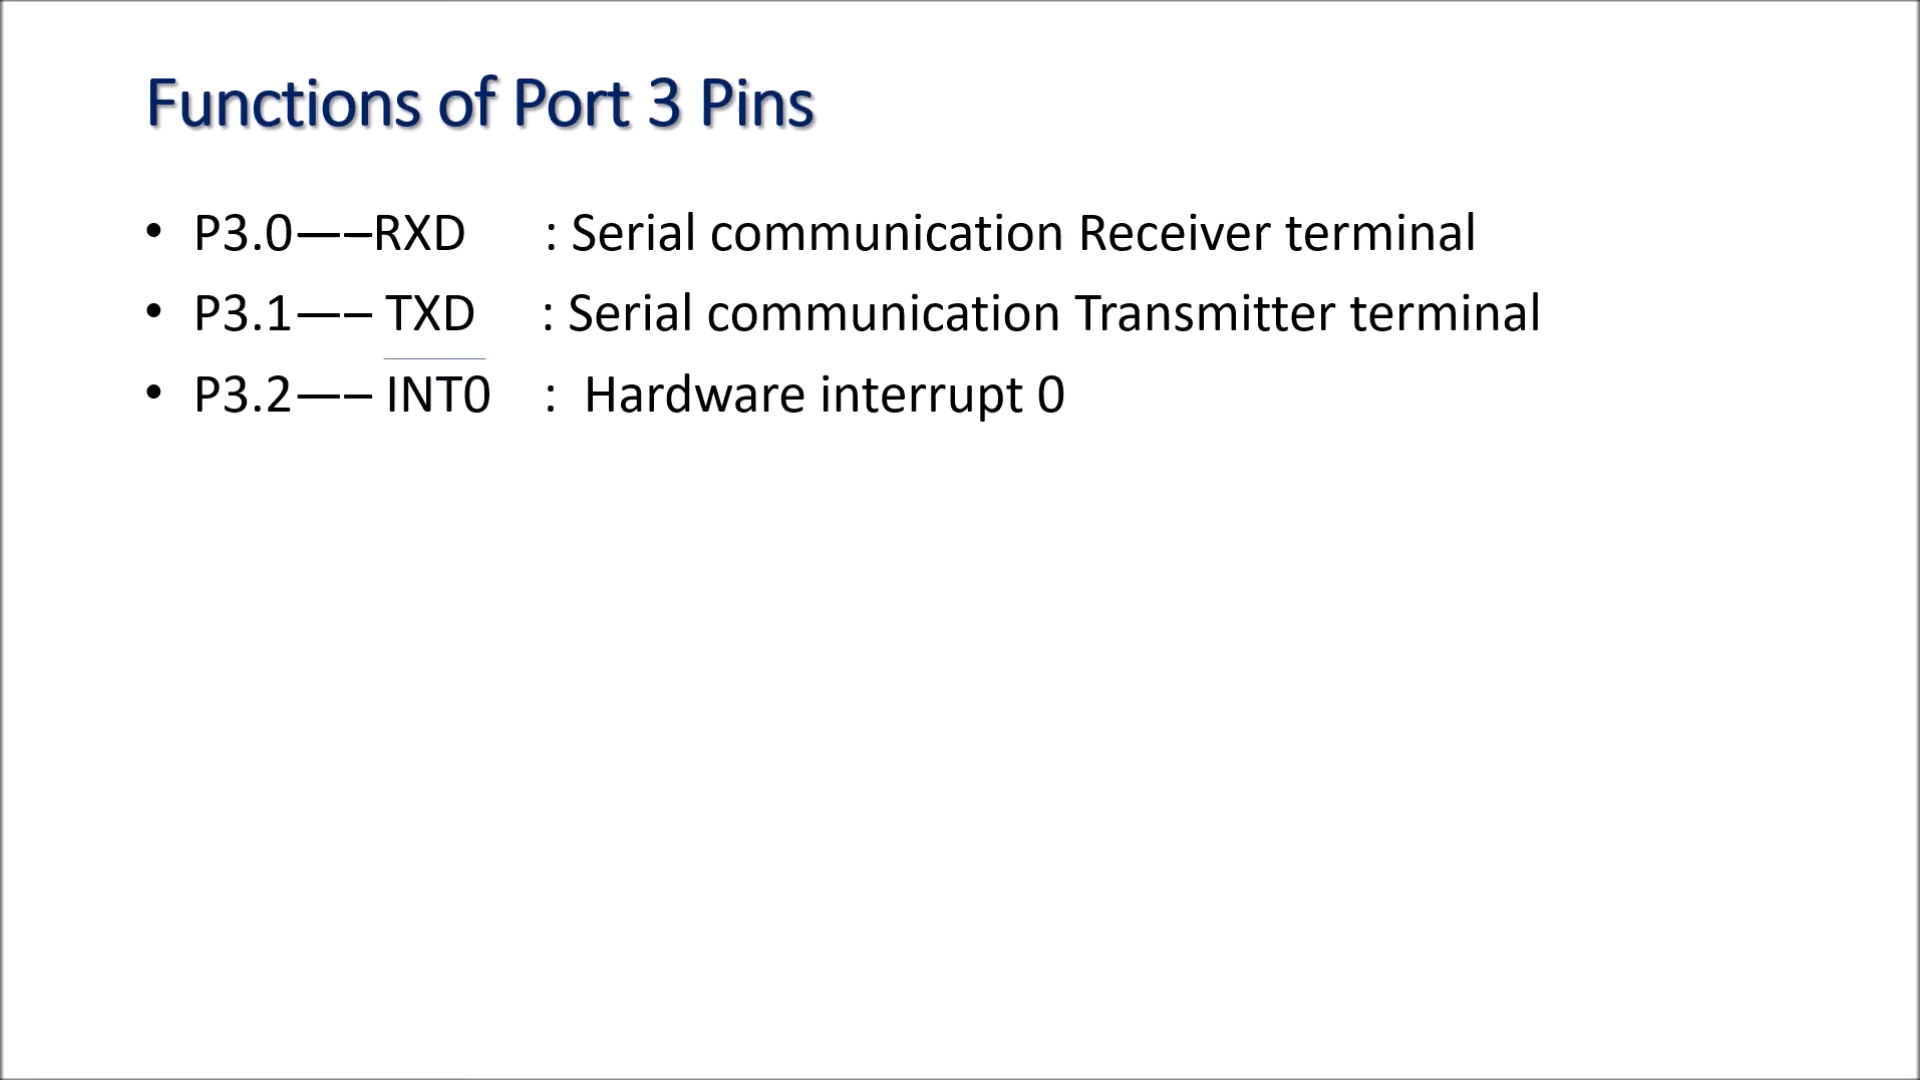 Functions of Port 3 Pins
• P3.0—–RXD : Serial communication Receiver terminal
• P3.1—– TXD : Serial communication Transmitter terminal
• P3.2—– I̅N̅T̅0̅ : Hardware interrupt 0